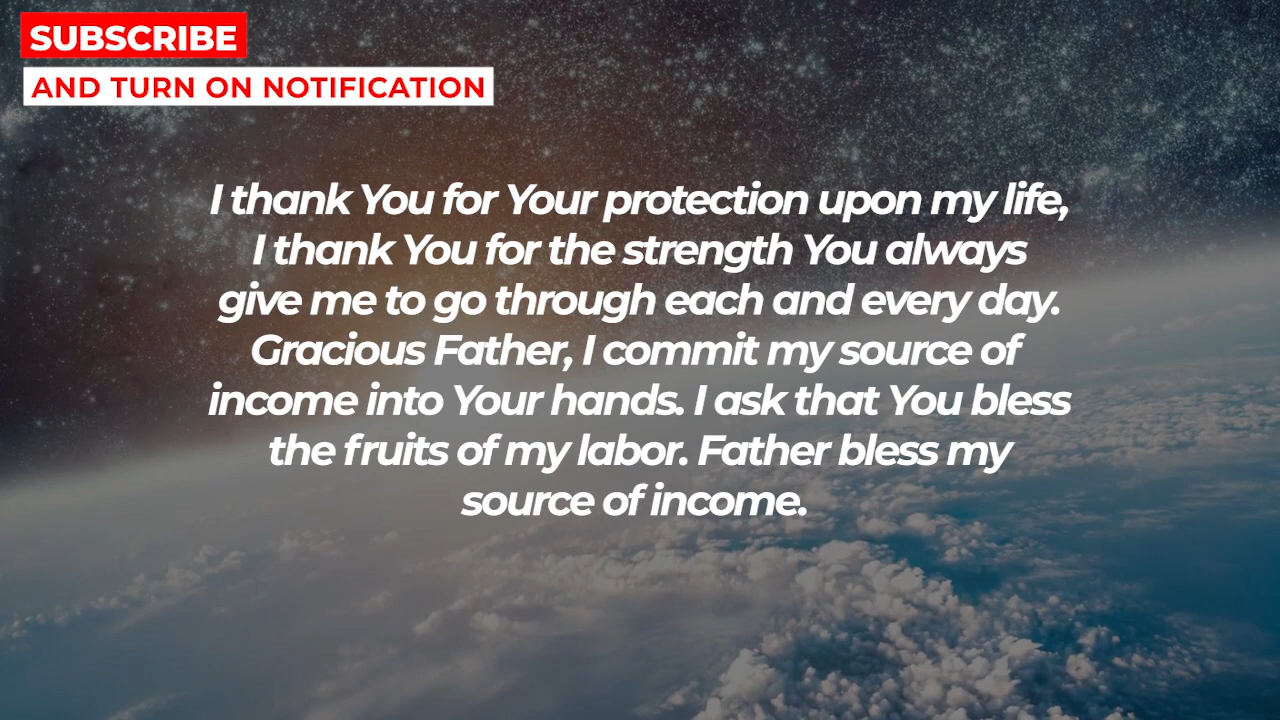 SUBSCRIBE
AND TURN ON NOTIFICATION
I thank You for Your protection upon my life,
I thank You for the strength You always
give me to go through each and every day.
Gracious Father, I commit my source of
income into Your hands. I ask that You bless
the fruits of my labor. Father bless my
source of income.